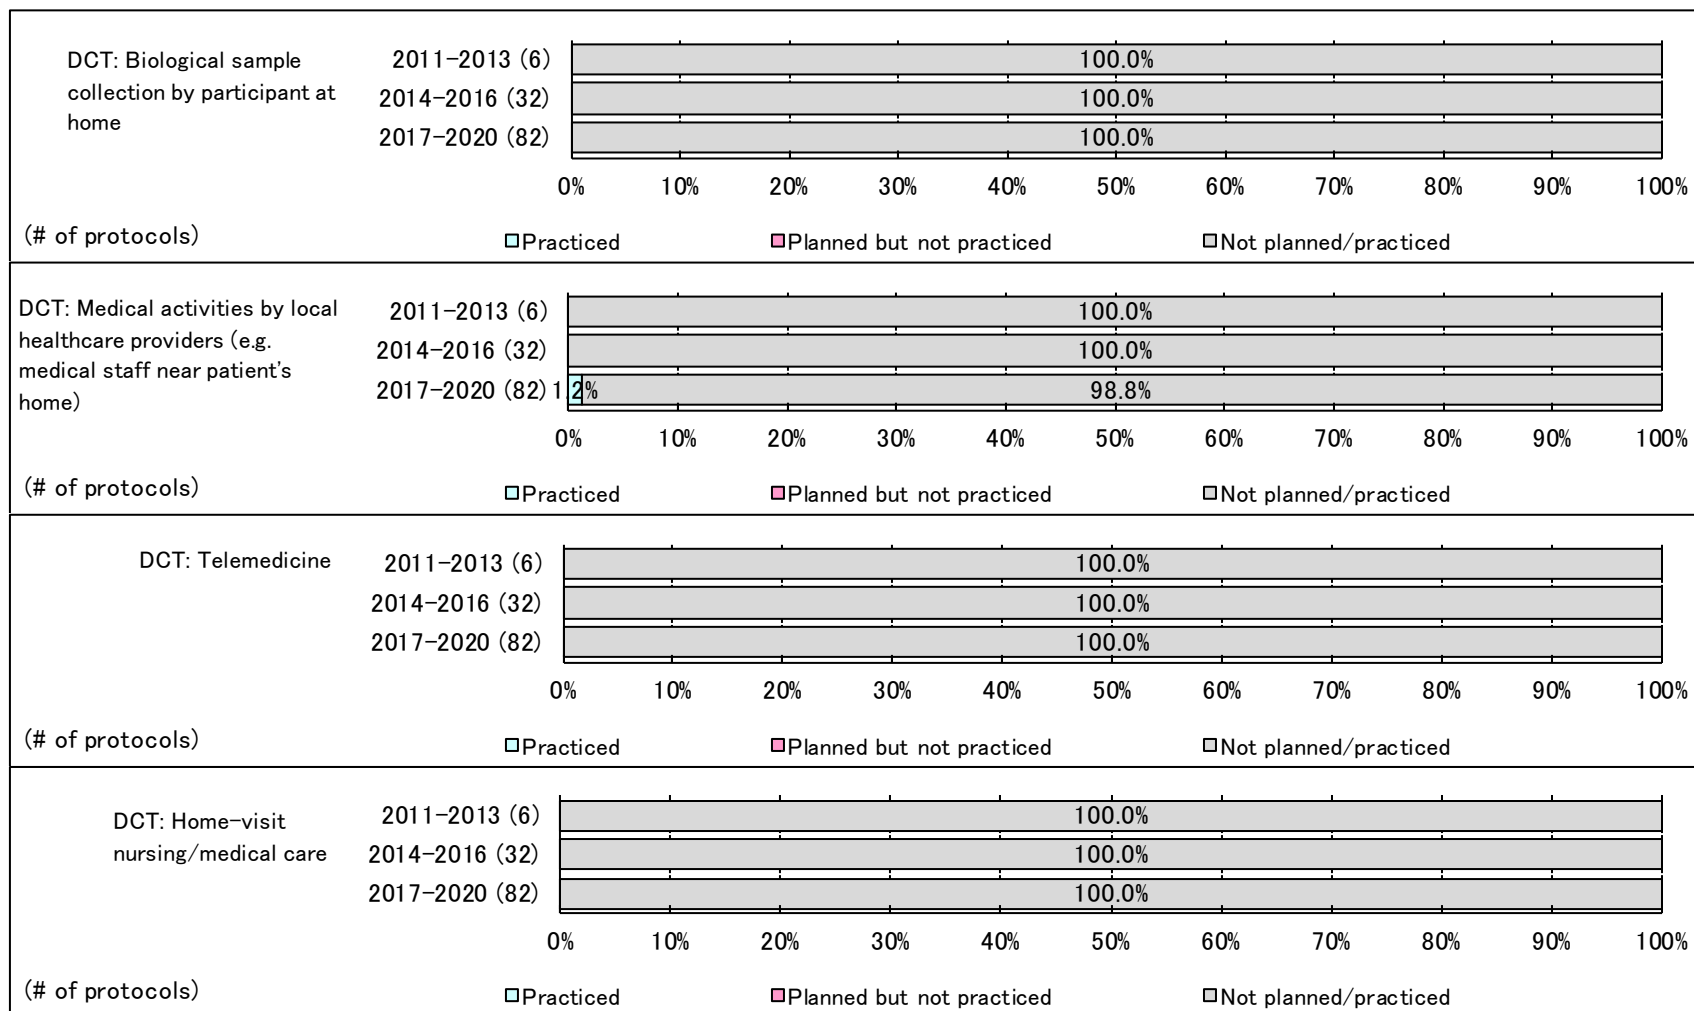 DCT: Biological sample
collection by participant at
home
2011-2013 (6)
100.0%
2014-2016 (32)
100.0%
2017-2020 (82)
100.0%
0% 10% 20% 30% 40% 50% 60% 70% 80% 90% 100%
(# of protocols)
Practiced Planned but not practiced Not planned/practiced
DCT: Medical activities by local
healthcare providers (e.g.
medical staff near patient's
home)
2011-2013 (6)
100.0%
2014-2016 (32)
100.0%
2017-2020 (82)
1.2% 98.8%
0% 10% 20% 30% 40% 50% 60% 70% 80% 90% 100%
(# of protocols)
Practiced Planned but not practiced Not planned/practiced
DCT: Telemedicine
2011-2013 (6)
100.0%
2014-2016 (32)
100.0%
2017-2020 (82)
100.0%
0% 10% 20% 30% 40% 50% 60% 70% 80% 90% 100%
(# of protocols)
Practiced Planned but not practiced Not planned/practiced
DCT: Home-visit
nursing/medical care
2011-2013 (6)
100.0%
2014-2016 (32)
100.0%
2017-2020 (82)
100.0%
0% 10% 20% 30% 40% 50% 60% 70% 80% 90% 100%
(# of protocols)
Practiced Planned but not practiced Not planned/practiced